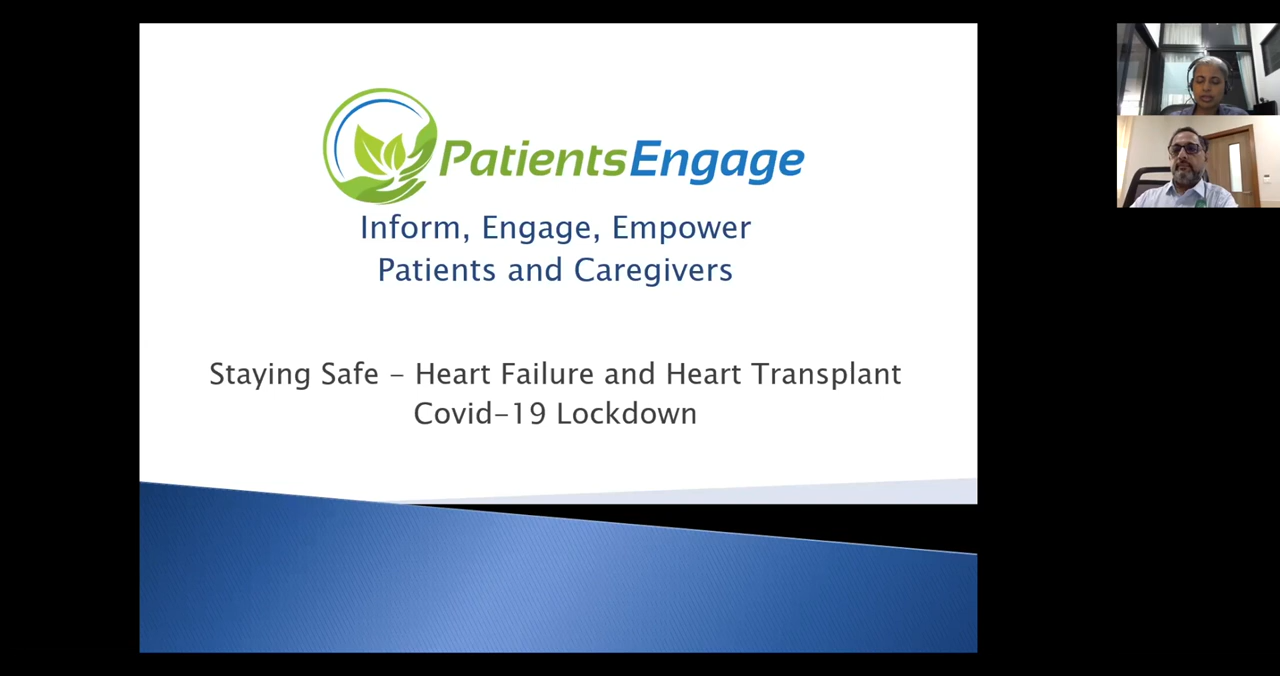 PatientsEngage
Inform, Engage, Empower
Patients and Caregivers
Staying Safe – Heart Failure and Heart Transplant
Covid-19 Lockdown